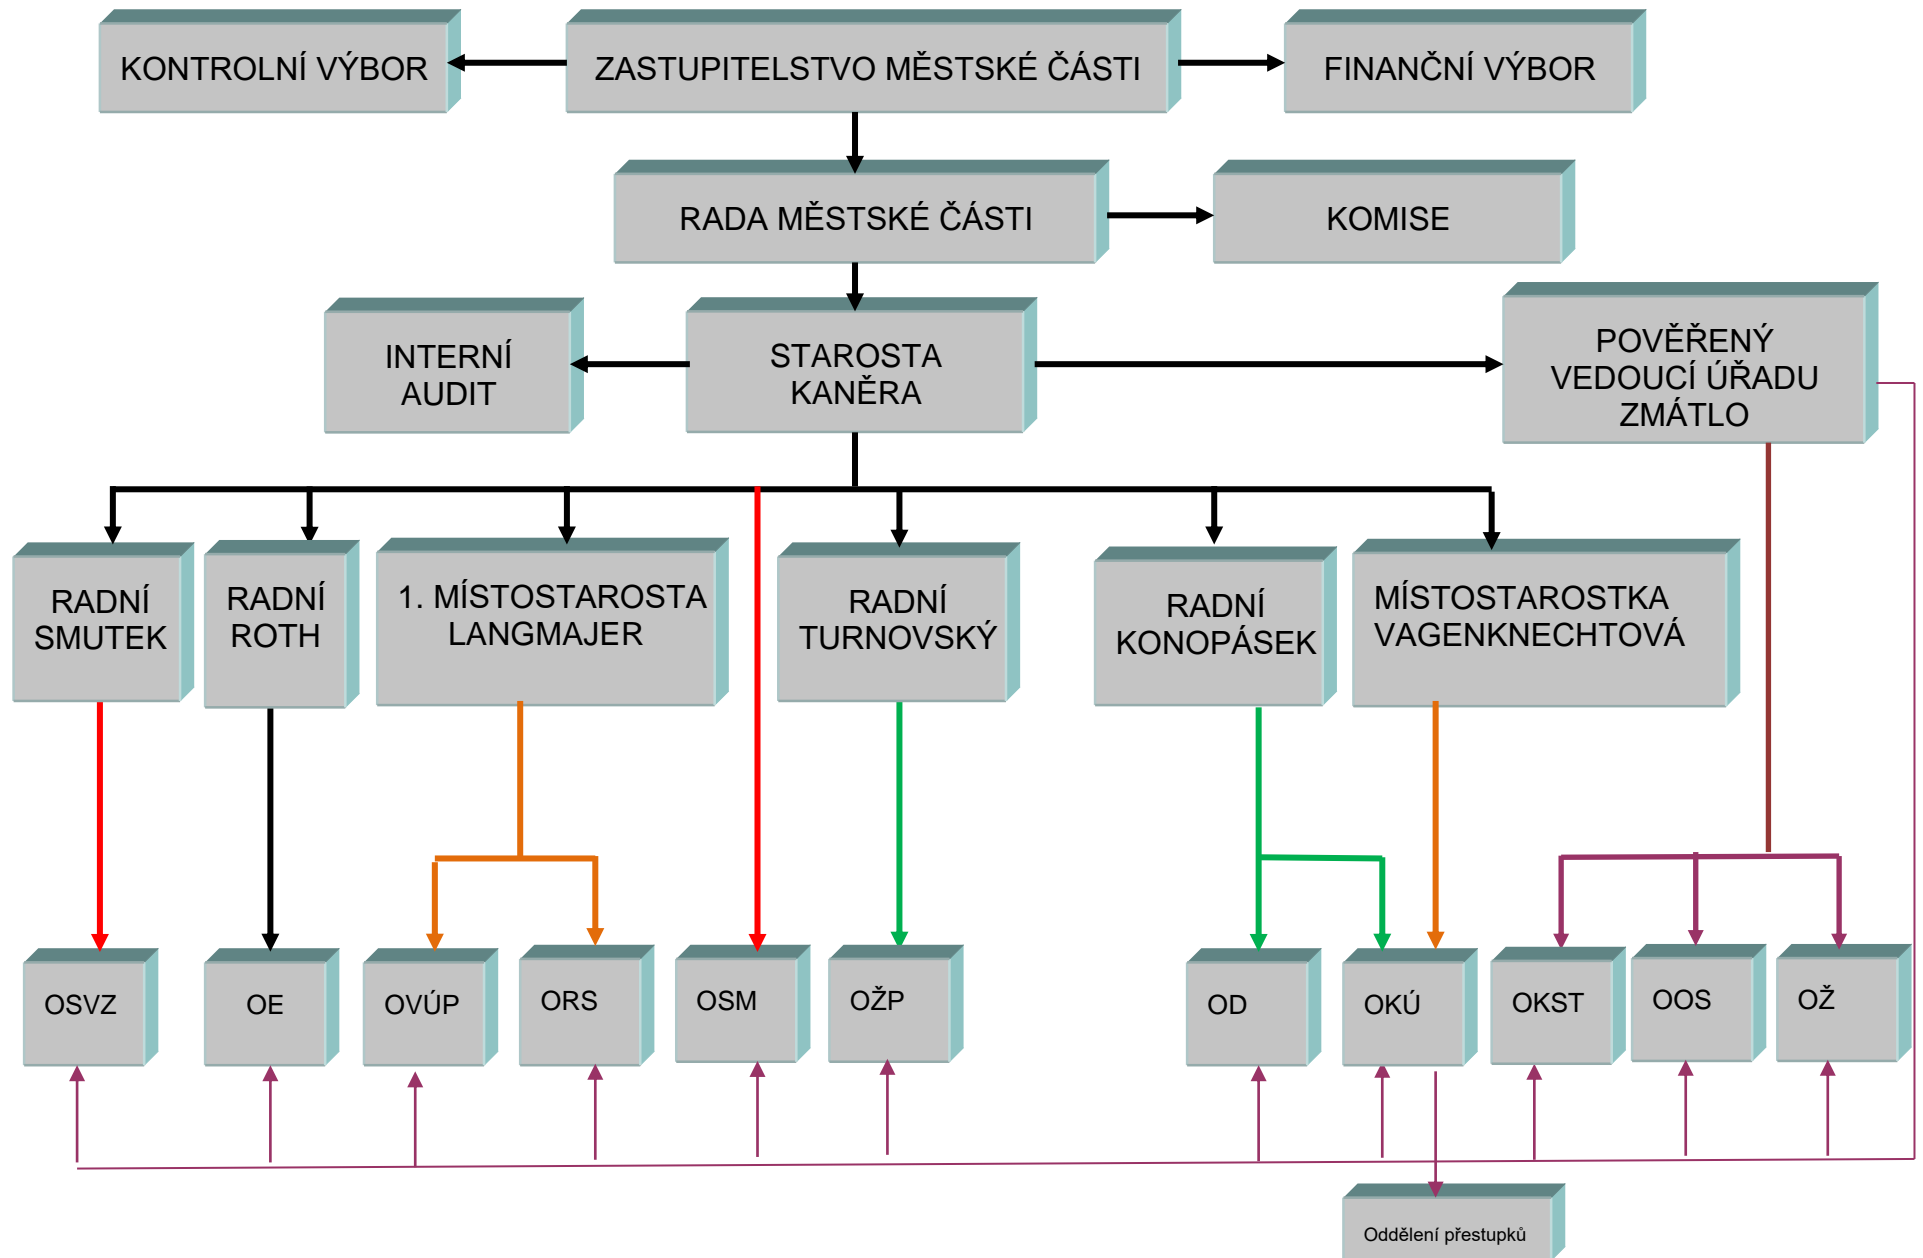 KONTROLNÍ VÝBOR
ZASTUPITELSTVO MĚSTSKÉ ČÁSTI
FINANČNÍ VÝBOR
RADA MĚSTSKÉ ČÁSTI
KOMISE
INTERNÍ
AUDIT
STAROSTA
KANĚRA
POVĚŘENÝ
VEDOUCÍ ÚŘADU
ZMÁTLO
RADNÍ
SMUTEK
RADNÍ
ROTH
1. MÍSTOSTAROSTA
LANGMAJER
RADNÍ
TURNOVSKÝ
RADNÍ
KONOPÁSEK
MÍSTOSTAROSTKA
VAGENKNECHTOVÁ
OSVZ
OE
OVÚP
ORS
OSM
OŽP
OD
OKÚ
OKST
OOS
OŽ
Oddělení přestupků